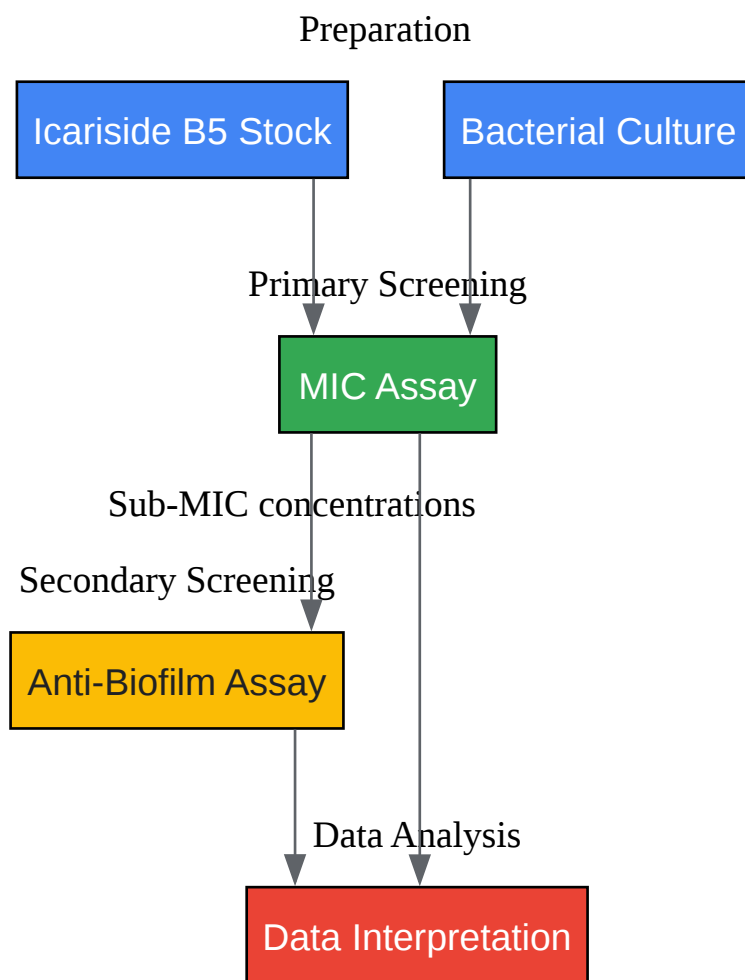 Preparation
Icariside B5 Stock
Bacterial Culture
Primary Screening
MIC Assay
Sub-MIC concentrations
Secondary Screening
Anti-Biofilm Assay
Data Analysis
Data Interpretation